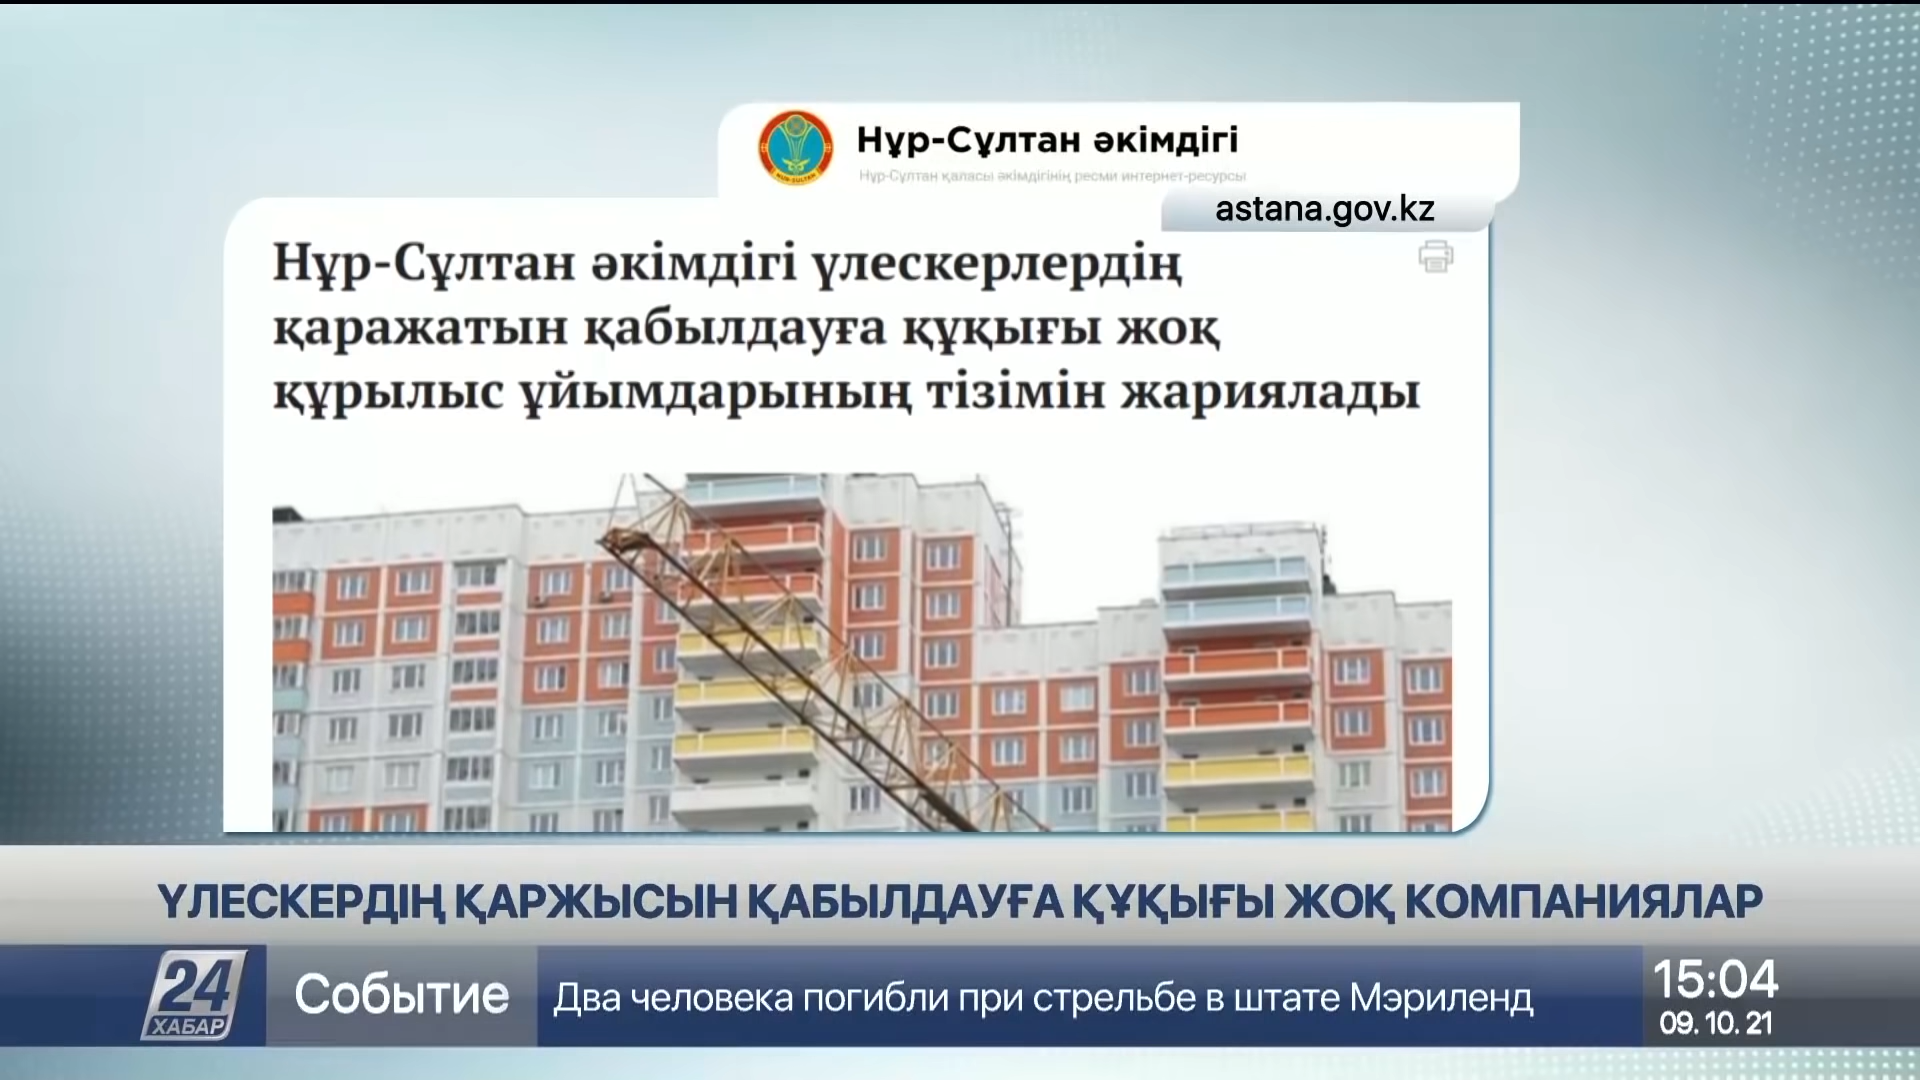 Нұр-Сұлтан әкімдігі
Нұр-Сұлтан қаласы әкімдігінің ресми интернет-ресурсы
astana.gov.kz
Нұр-Сұлтан әкімдігі үлескерлердің
қаражатын қабылдауға құқығы жоқ
құрылыс ұйымдарының тізімін жариялады
ҮЛЕСКЕРДІҢ ҚАРЖЫСЫН ҚАБЫЛДАУҒА ҚҰҚЫҒЫ ЖОҚ КОМПАНИЯЛАР
24
ХАБАР
Событие
Два человека погибли при стрельбе в штате Мэриленд
15:04
09. 10. 21
NUR-SULTAN